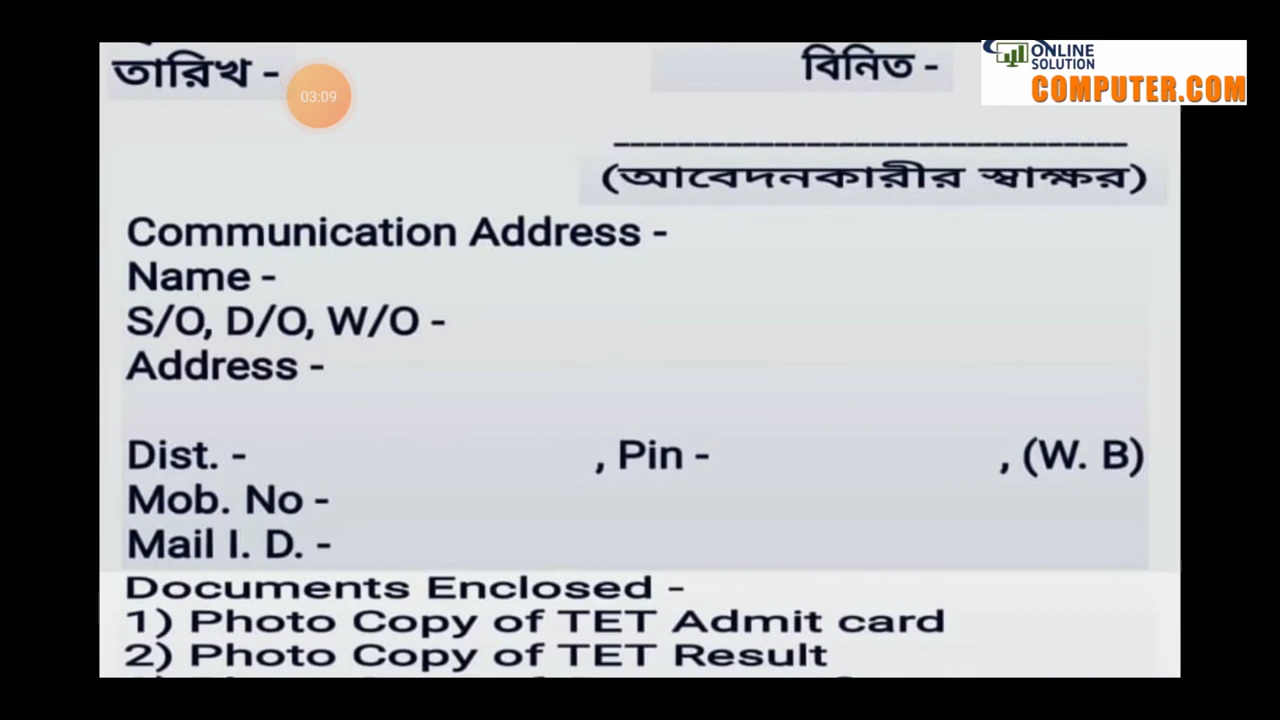 তারিখ -
03:09
বিনিত -
ONLINE
SOLUTION
COMPUTER.COM
--------------------------------
(আবেদনকারীর স্বাক্ষর)
Communication Address -
Name -
S/O, D/O, W/O -
Address -
Dist. - , Pin - , (W. B)
Mob. No -
Mail I. D. -
Documents Enclosed -
1) Photo Copy of TET Admit card
2) Photo Copy of TET Result